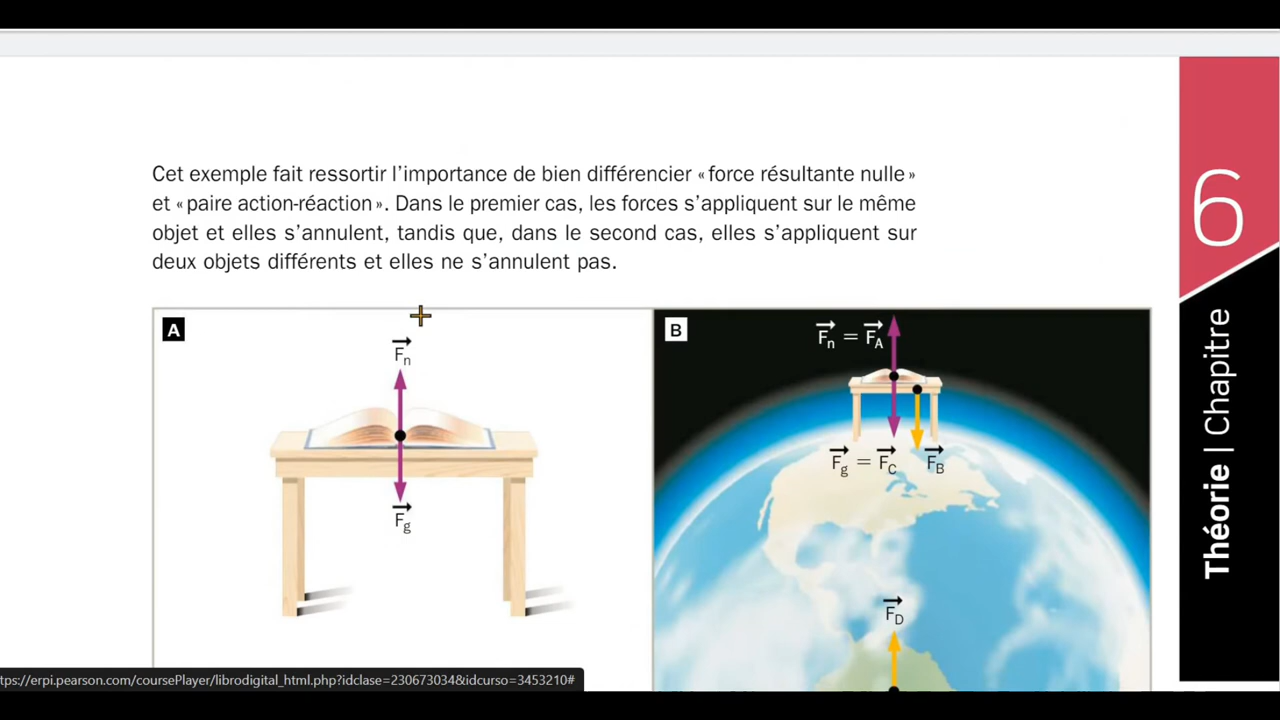 Cet exemple fait ressortir l’importance de bien différencier « force résultante nulle »
et « paire action-réaction ». Dans le premier cas, les forces s’appliquent sur le même
objet et elles s’annulent, tandis que, dans le second cas, elles s’appliquent sur
deux objets différents et elles ne s’annulent pas.
A
F⃗n
F⃗g
B
F⃗n = F⃗A
F⃗g = F⃗C
F⃗B
F⃗D
6
Théorie | Chapitre
ttps://erpi.pearson.com/coursePlayer/librodigital_html.php?idclase=230673034&idcurso=3453210#